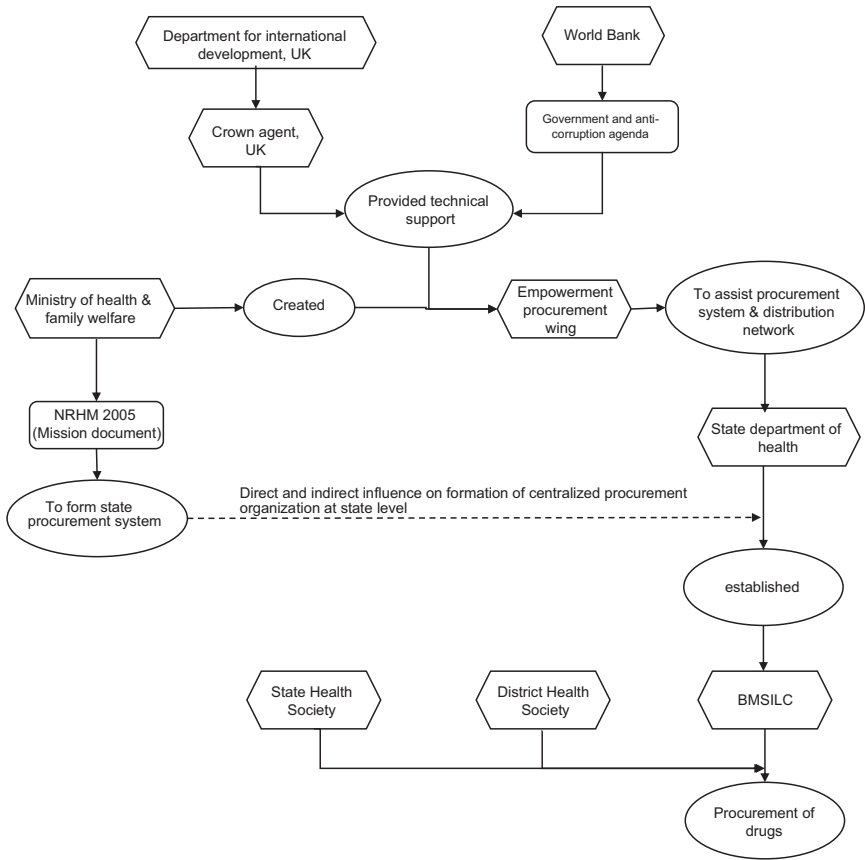 Department for international
development, UK
World Bank
Crown agent,
UK
Government and anti-
corruption agenda
Provided technical
support
Ministry of health &
family welfare
Created
Empowerment
procurement
wing
To assist procurement
system & distribution
network
NRHM 2005
(Mission document)
State department of
health
To form state
procurement system
Direct and indirect influence on formation of centralized procurement
organization at state level
established
State Health
Society
District Health
Society
BMSILC
Procurement of
drugs